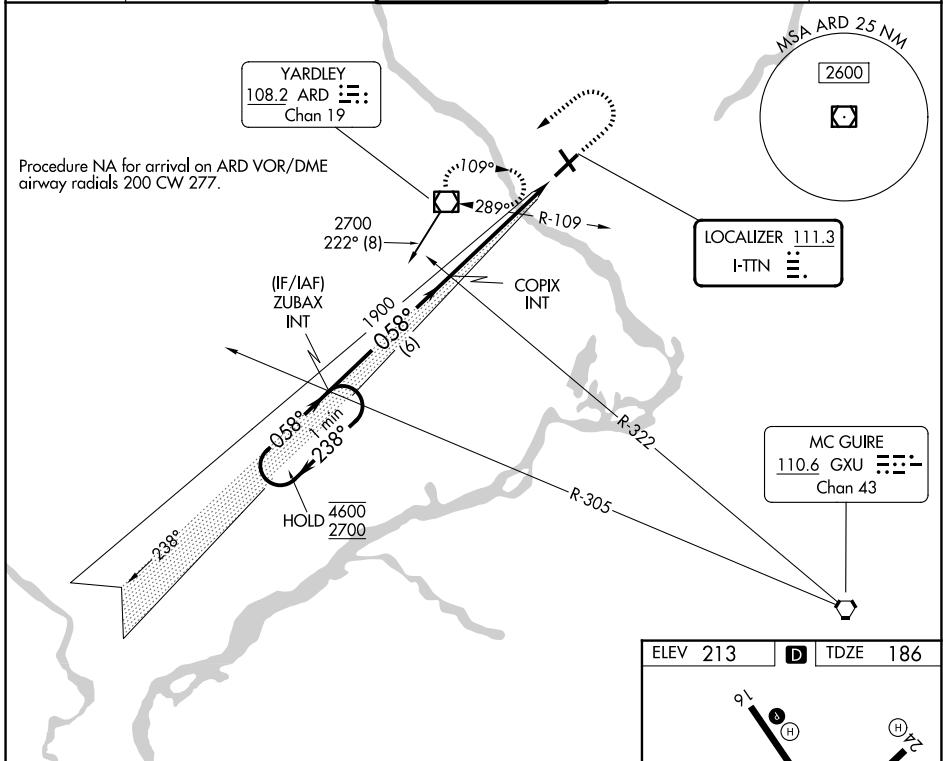 MSA ARD 25 NM
2600
YARDLEY
108.2 ARD
Chan 19
Procedure NA for arrival on ARD VOR/DME
airway radials 200 CW 277.
109°
289°
R-109
2700
222° (8)
LOCALIZER 111.3
I-TTN
(IF/IAF)
ZUBAX
INT
COPIX
INT
1900
058°
(6)
058°
1 min
238°
R-322
R-305
MC GUIRE
110.6 GXU
Chan 43
HOLD 4600
2700
238°
ELEV 213 D TDZE 186
16
H
H
24